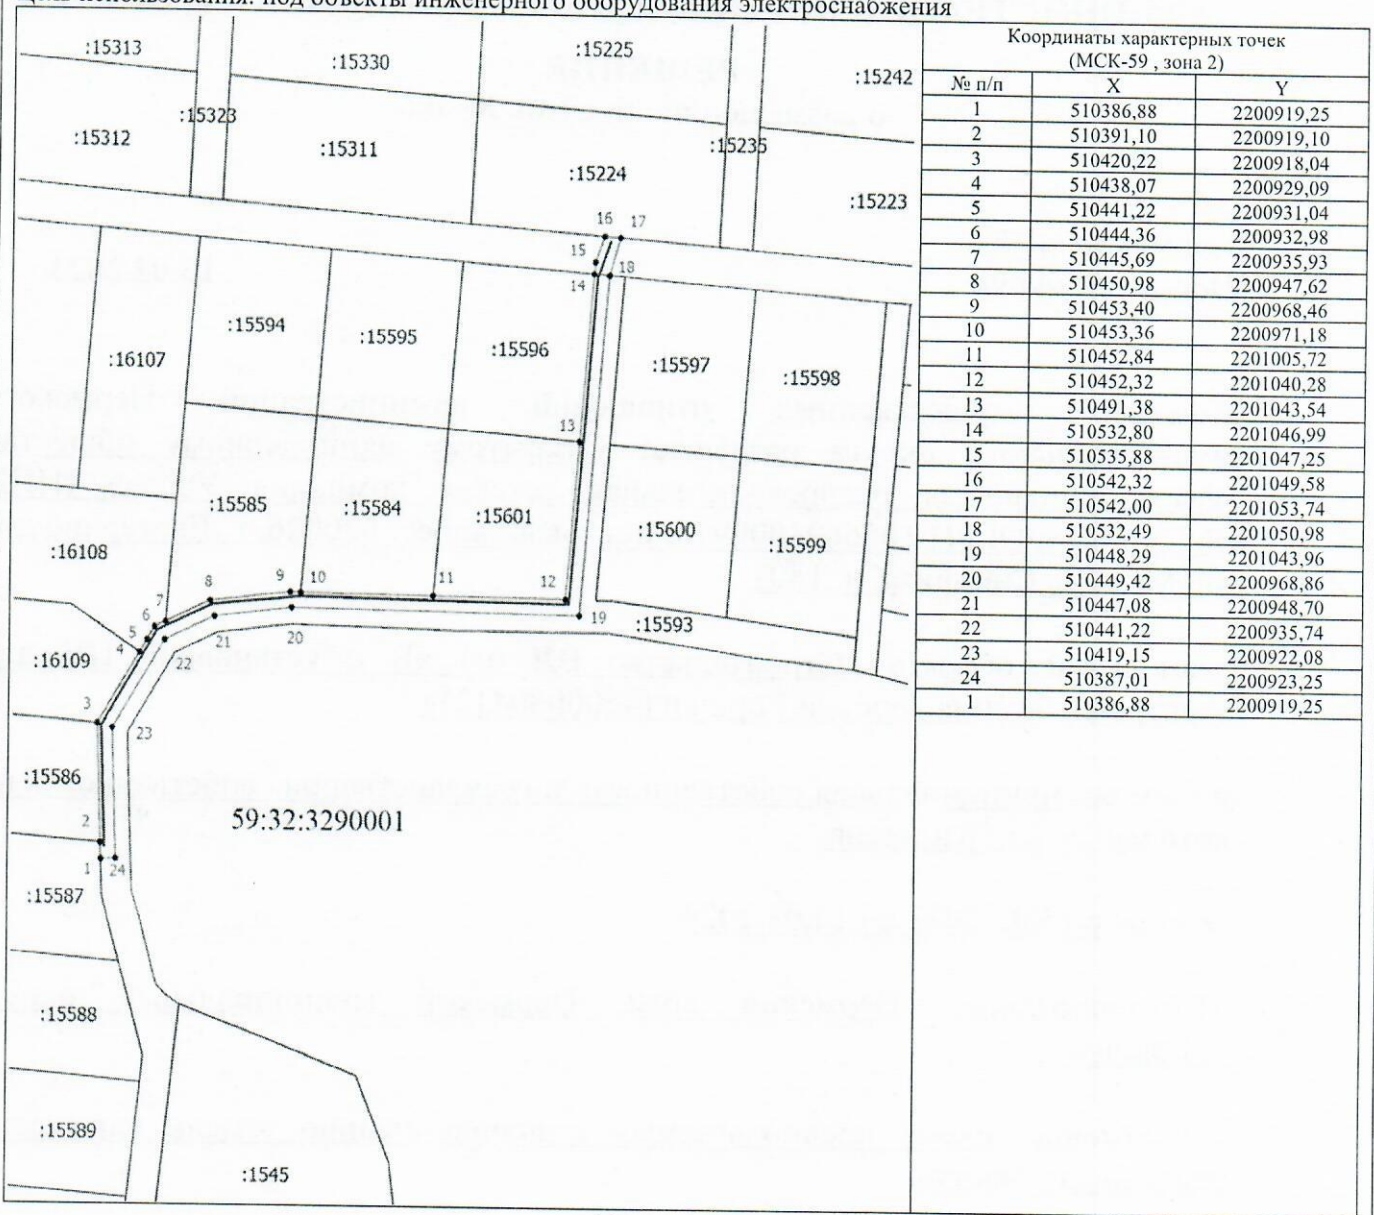 цель использования: под объекты инженерного оборудования электроснабжения
Координаты характерных точек
(МСК-59 , зона 2)
№ п/п X Y
1 510386,88 2200919,25
2 510391,10 2200919,10
3 510420,22 2200918,04
4 510438,07 2200929,09
5 510441,22 2200931,04
6 510444,36 2200932,98
7 510445,69 2200935,93
8 510450,98 2200947,62
9 510453,40 2200968,46
10 510453,36 2200971,18
11 510452,84 2201005,72
12 510452,32 2201040,28
13 510491,38 2201043,54
14 510532,80 2201046,99
15 510535,88 2201047,25
16 510542,32 2201049,58
17 510542,00 2201053,74
18 510532,49 2201050,98
19 510448,29 2201043,96
20 510449,42 2200968,86
21 510447,08 2200948,70
22 510441,22 2200935,74
23 510419,15 2200922,08
24 510387,01 2200923,25
1 510386,88 2200919,25
:15313
:15330
:15225
:15242
:15323
:15312
:15311
:15235
:15224
:15223
16 17
15
14 18
:15594
:15595
:15596
:16107
:15597
:15598
13
:15585
:15584
:15601
:15600
:15599
:16108
8 9 10 11 12
7
6
5
4
19
:15593
20
21
22
:16109
3
23
:15586
59:32:3290001
2
1 24
:15587
:15588
:15589
:1545